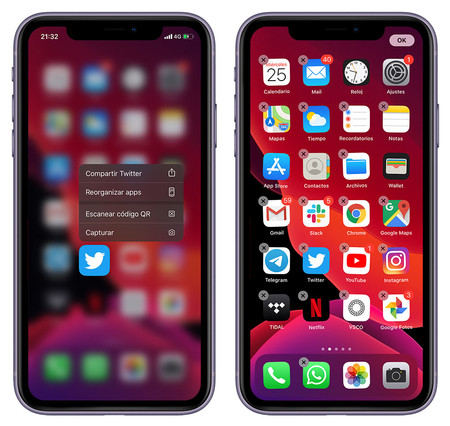 21:32
4G
Compartir Twitter
Reorganizar apps
Escanear código QR
Capturar
OK
miércoles
40
1
25
Calendario
Mail
Reloj
Ajustes
Mapas
Tiempo
Recordatorios
Notas
App Store
Contactos
Archivos
Wallet
59
5
Gmail
Slack
Chrome
Google Maps
1
Telegram
Twitter
YouTube
Instagram
TIDAL
Netflix
VSCO
Google Fotos